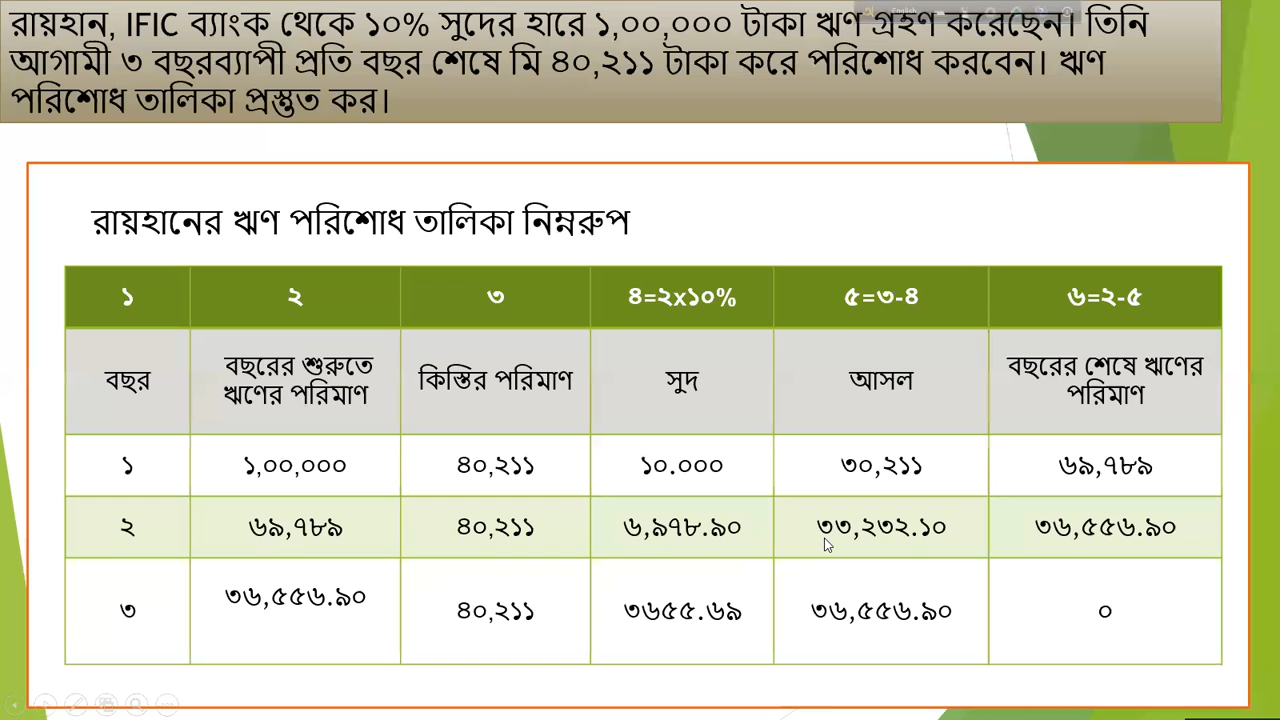 রায়হান, IFIC ব্যাংক থেকে ১০% সুদের হারে ১,০০,০০০ টাকা ঋণ গ্রহণ করেছেন। তিনি
আগামী ৩ বছরব্যাপী প্রতি বছর শেষে মি ৪০,২১১ টাকা করে পরিশোধ করবেন। ঋণ
পরিশোধ তালিকা প্রস্তুত কর।
রায়হানের ঋণ পরিশোধ তালিকা নিম্নরুপ
১ ২ ৩ ৪=২x১০% ৫=৩-৪ ৬=২-৫
বছর বছরের শুরুতে ঋণের পরিমাণ কিস্তির পরিমাণ সুদ আসল বছরের শেষে ঋণের পরিমাণ
১ ১,০০,০০০ ৪০,২১১ ১০.০০০ ৩০,২১১ ৬৯,৭৮৯
২ ৬৯,৭৮৯ ৪০,২১১ ৬,৯৭৮.৯০ ৩৩,২৩২.১০ ৩৬,৫৫৬.৯০
৩ ৩৬,৫৫৬.৯০ ৪০,২১১ ৩৬৫৫.৬৯ ৩৬,৫৫৬.৯০ ০